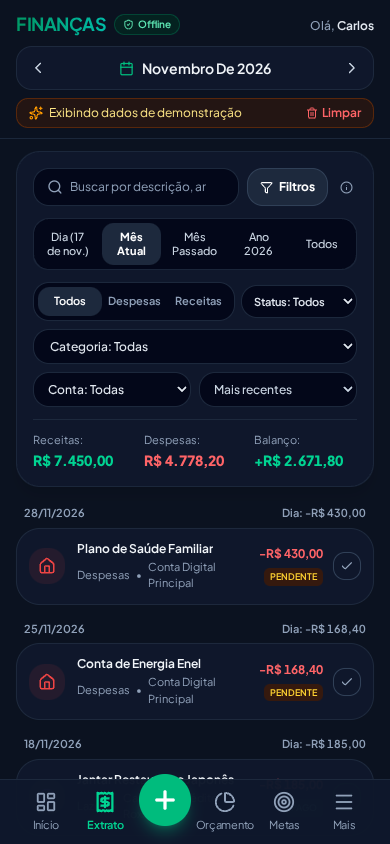 FINANÇAS
Offline
Olá, Carlos
Novembro De 2026
Exibindo dados de demonstração
Limpar
Buscar por descrição, ar
Filtros
Dia (17
de nov.)
Mês
Atual
Mês
Passado
Ano
2026
Todos
Todos
Despesas
Receitas
Status: Todos
Categoria: Todas
Conta: Todas
Mais recentes
Receitas:
R$ 7.450,00
Despesas:
R$ 4.778,20
Balanço:
+R$ 2.671,80
28/11/2026
Dia: -R$ 430,00
Plano de Saúde Familiar
Despesas • Conta Digital
Principal
-R$ 430,00
PENDENTE
25/11/2026
Dia: -R$ 168,40
Conta de Energia Enel
Despesas • Conta Digital
Principal
-R$ 168,40
PENDENTE
18/11/2026
Dia: -R$ 185,00
Início
Extrato
Orçamento
Metas
Mais